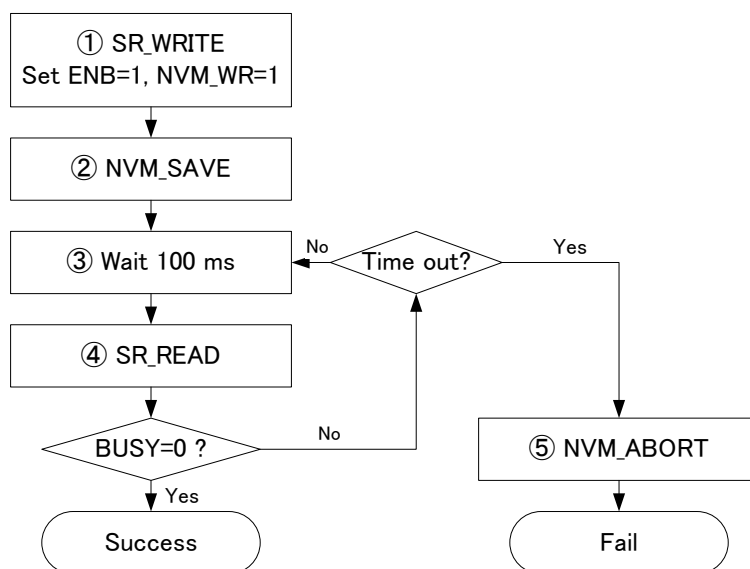 ① SR_WRITE
Set ENB=1, NVM_WR=1
② NVM_SAVE
③ Wait 100 ms
No
Time out?
Yes
④ SR_READ
BUSY=0 ?
No
⑤ NVM_ABORT
Yes
Success
Fail